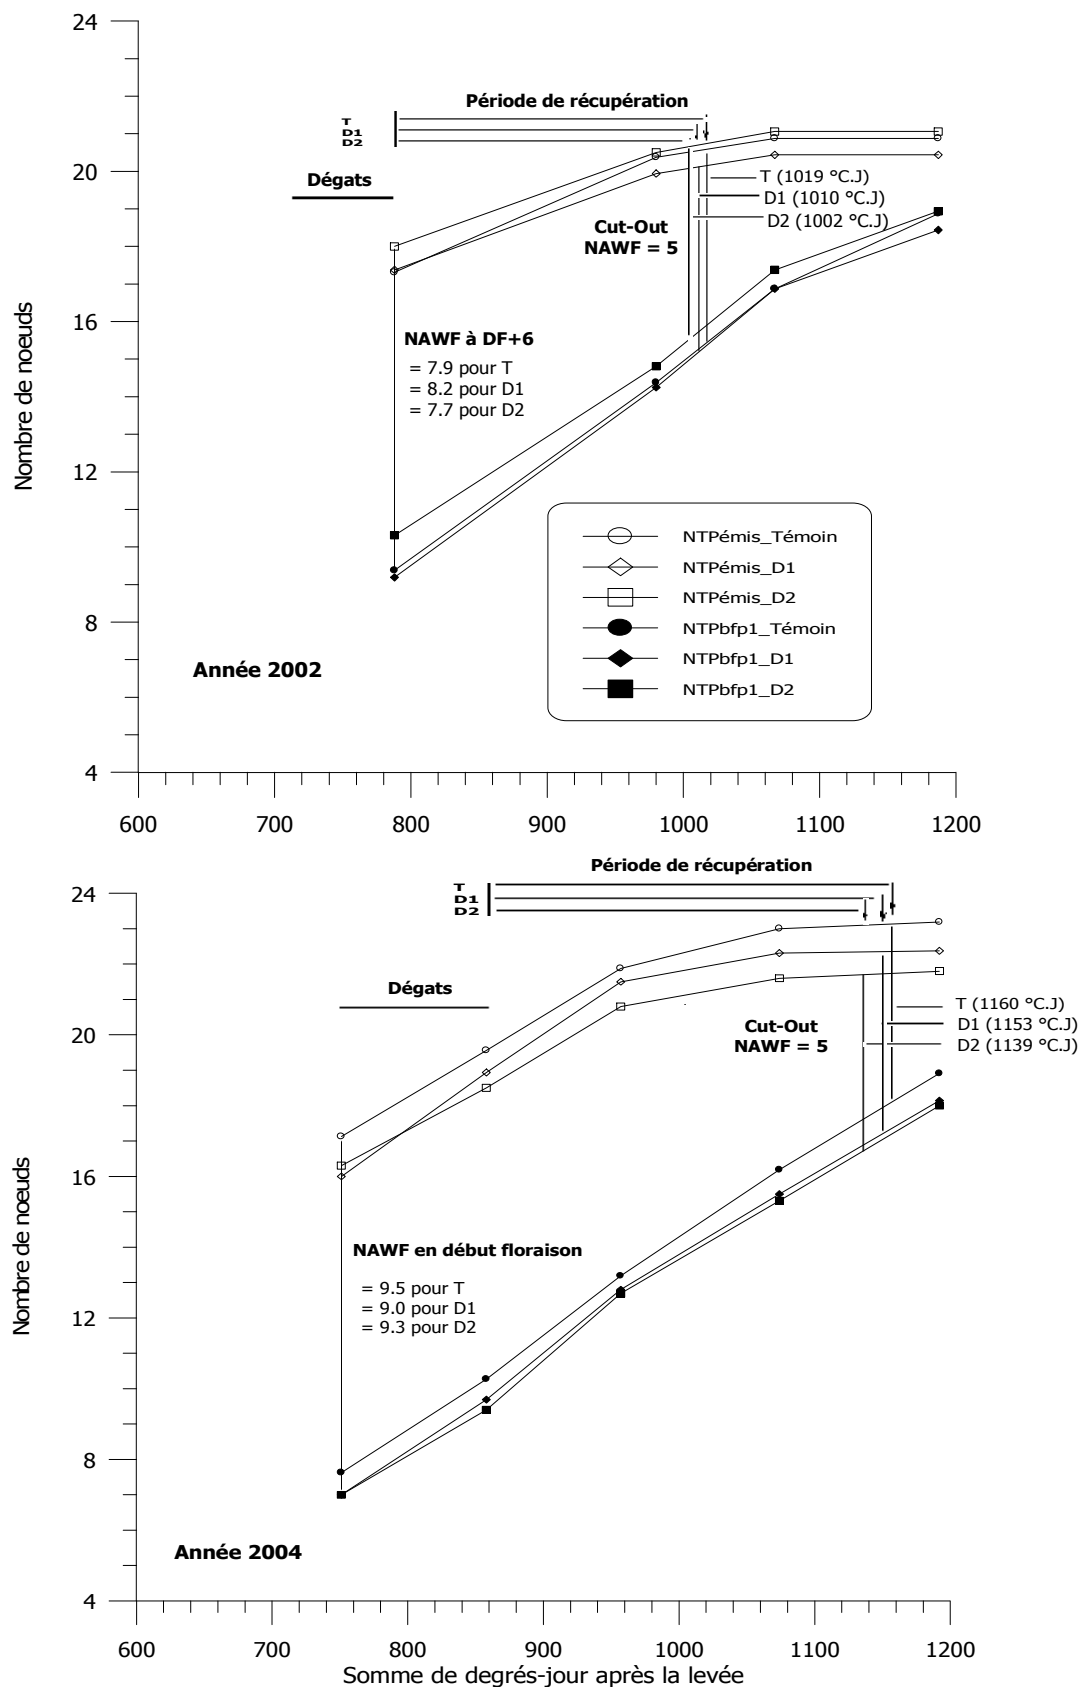 24
Période de récupération
T
D1
D2
20
Dégats
T (1019 °C.J)
D1 (1010 °C.J)
D2 (1002 °C.J)
Cut-Out
NAWF = 5
16
NAWF à DF+6
= 7.9 pour T
= 8.2 pour D1
= 7.7 pour D2
Nombre de noeuds
12
NTPémis_Témoin
NTPémis_D1
NTPémis_D2
NTPbfp1_Témoin
NTPbfp1_D1
NTPbfp1_D2
8
Année 2002
4
600 700 800 900 1000 1100 1200
Période de récupération
24
T
D1
D2
Dégats
T (1160 °C.J)
D1 (1153 °C.J)
D2 (1139 °C.J)
Cut-Out
NAWF = 5
20
16
NAWF en début floraison
= 9.5 pour T
= 9.0 pour D1
= 9.3 pour D2
Nombre de noeuds
12
8
Année 2004
4
600 700 800 900 1000 1100 1200
Somme de degrés-jour après la levée